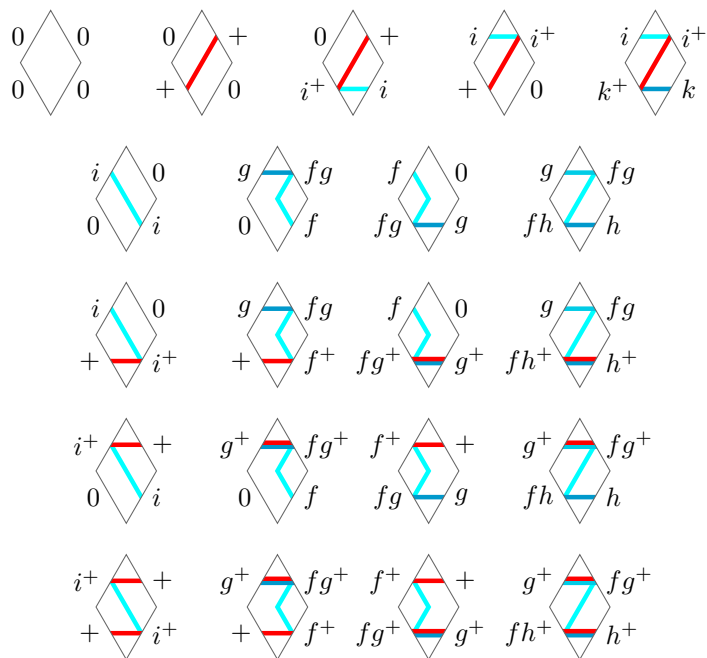 0 0 0 + 0 + i i⁺ i i⁺
0 0 + 0 i⁺ i + 0 k⁺ k
i 0 g fg f 0 g fg
0 i 0 f fg g fh h
i 0 g fg f 0 g fg
+ i⁺ + f⁺ fg⁺ g⁺ fh⁺ h⁺
i⁺ + g⁺ fg⁺ f⁺ + g⁺ fg⁺
0 i 0 f fg g fh h
i⁺ + g⁺ fg⁺ f⁺ + g⁺ fg⁺
+ i⁺ + f⁺ fg⁺ g⁺ fh⁺ h⁺